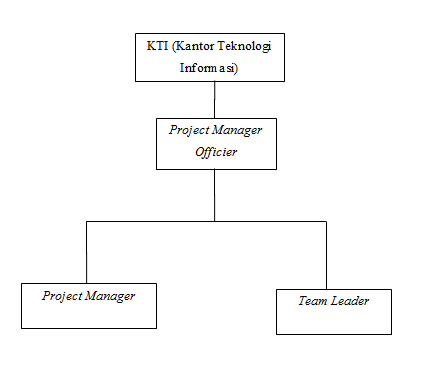 KTI (Kantor Teknologi
Informasi)
Project Manager
Officier
Project Manager
Team Leader